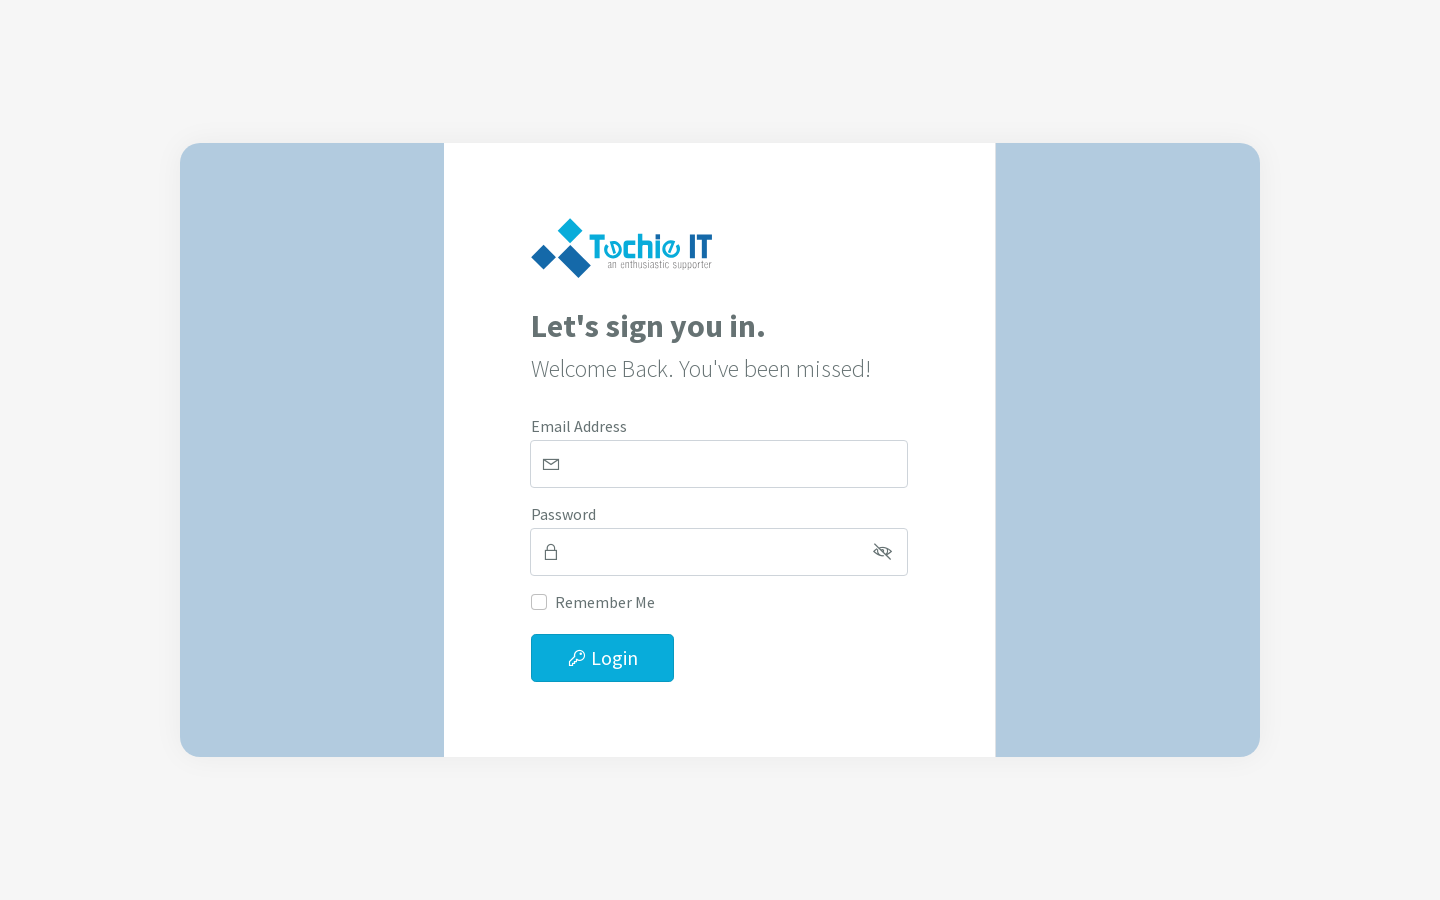 Tochie IT
an enthusiastic supporter
Let's sign you in.
Welcome Back. You've been missed!
Email Address
Password
Remember Me
Login